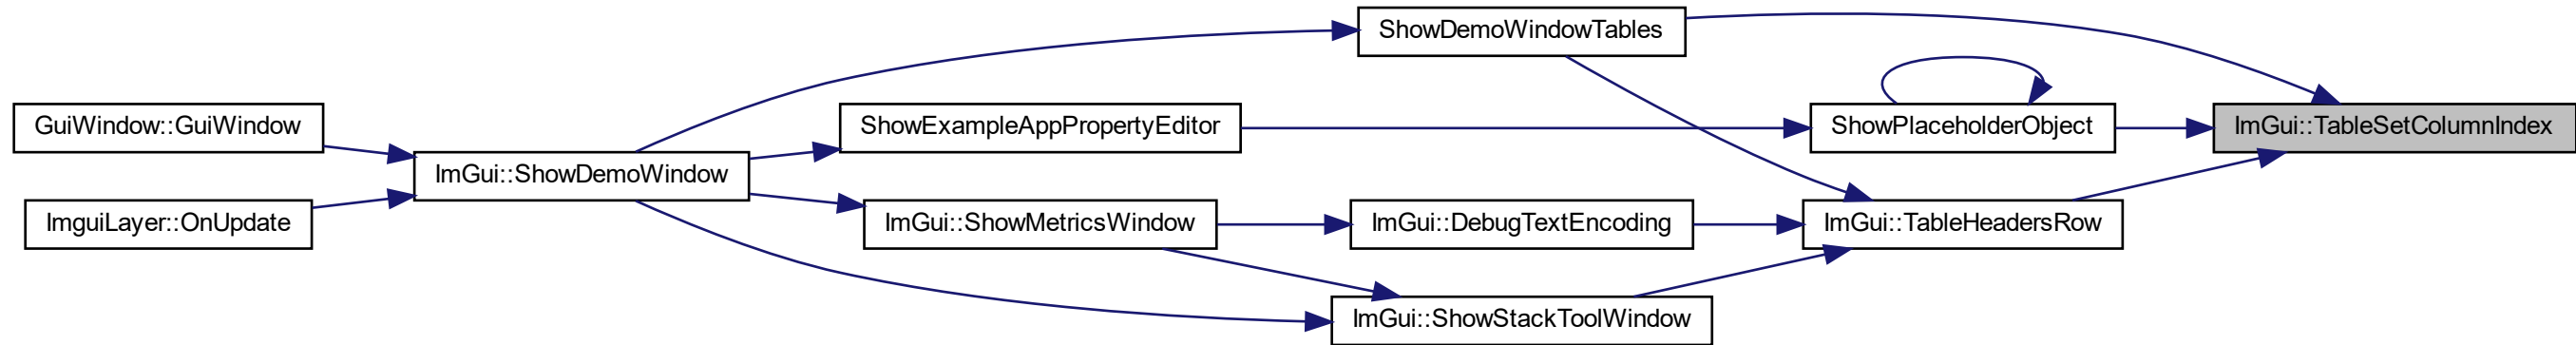 ShowDemoWindowTables
GuiWindow::GuiWindow
ShowExampleAppPropertyEditor
ShowPlaceholderObject
ImGui::TableSetColumnIndex
ImGui::ShowDemoWindow
ImguiLayer::OnUpdate
ImGui::ShowMetricsWindow
ImGui::DebugTextEncoding
ImGui::TableHeadersRow
ImGui::ShowStackToolWindow